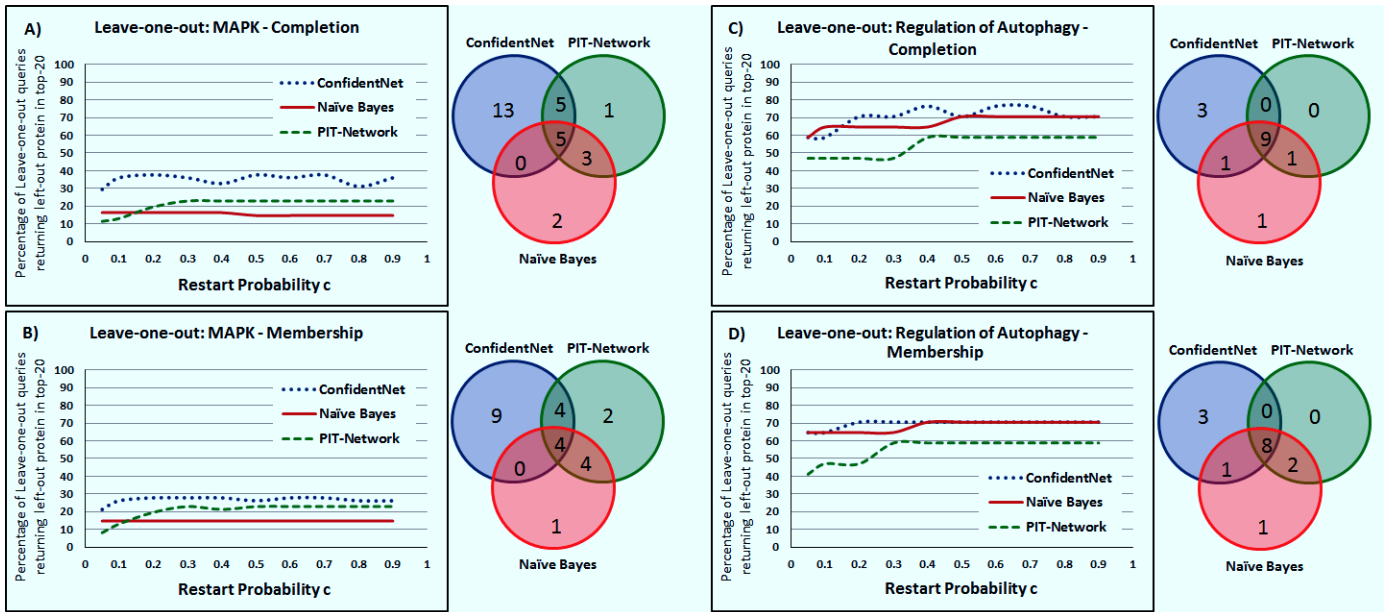 A)
Leave-one-out: MAPK - Completion
Percentage of Leave-one-out queries
returning left-out protein in top-20
100
90
80
70
60
50
40
30
20
10
0
ConfidentNet
Naïve Bayes
PIT-Network
0 0.1 0.2 0.3 0.4 0.5 0.6 0.7 0.8 0.9 1
Restart Probability c
ConfidentNet PIT-Network
13 5 1
5
0 3
2
Naïve Bayes
C)
Leave-one-out: Regulation of Autophagy -
Completion
Percentage of Leave-one-out queries
returning left-out protein in top-20
100
90
80
70
60
50
40
30
20
10
0
ConfidentNet
Naïve Bayes
PIT-Network
0 0.1 0.2 0.3 0.4 0.5 0.6 0.7 0.8 0.9 1
Restart Probability c
ConfidentNet PIT-Network
3 0 0
9
1 1
1
Naïve Bayes
B)
Leave-one-out: MAPK - Membership
Percentage of Leave-one-out queries
returning left-out protein in top-20
100
90
80
70
60
50
40
30
20
10
0
ConfidentNet
Naïve Bayes
PIT-Network
0 0.1 0.2 0.3 0.4 0.5 0.6 0.7 0.8 0.9 1
Restart Probability c
ConfidentNet PIT-Network
9 4 2
4
0 4
1
Naïve Bayes
D)
Leave-one-out: Regulation of Autophagy -
Membership
Percentage of Leave-one-out queries
returning left-out protein in top-20
100
90
80
70
60
50
40
30
20
10
0
ConfidentNet
Naïve Bayes
PIT-Network
0 0.1 0.2 0.3 0.4 0.5 0.6 0.7 0.8 0.9 1
Restart Probability c
ConfidentNet PIT-Network
3 0 0
8
1 2
1
Naïve Bayes